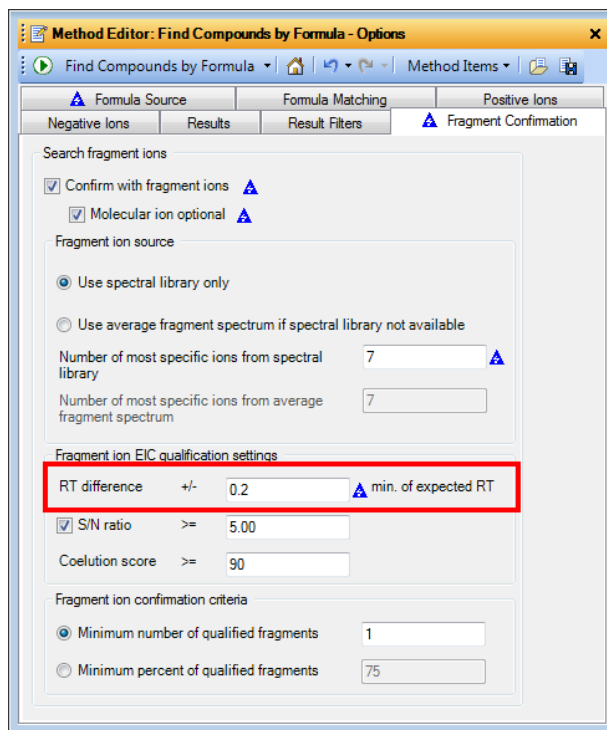 Method Editor: Find Compounds by Formula - Options
Find Compounds by Formula
Method Items
Formula Source
Formula Matching
Positive Ions
Negative Ions
Results
Result Filters
Fragment Confirmation
Search fragment ions
Confirm with fragment ions
Molecular ion optional
Fragment ion source
Use spectral library only
Use average fragment spectrum if spectral library not available
Number of most specific ions from spectral
library
7
Number of most specific ions from average
fragment spectrum
7
Fragment ion EIC qualification settings
RT difference +/- 0.2 min. of expected RT
S/N ratio >= 5.00
Coelution score >= 90
Fragment ion confirmation criteria
Minimum number of qualified fragments 1
Minimum percent of qualified fragments 75